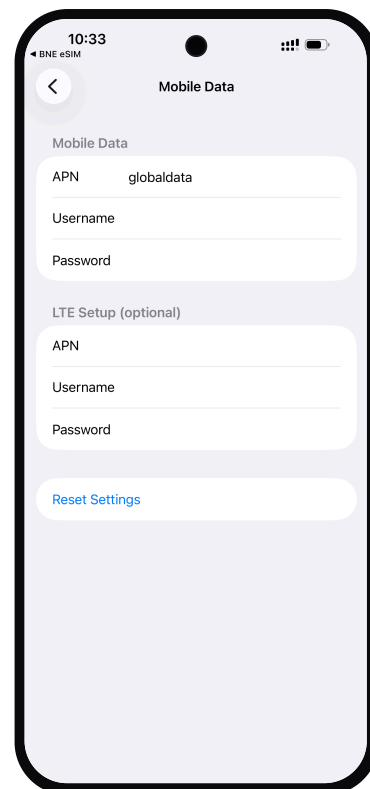 10:33
◀ BNE eSIM
Mobile Data
Mobile Data
APN globaldata
Username
Password
LTE Setup (optional)
APN
Username
Password
Reset Settings